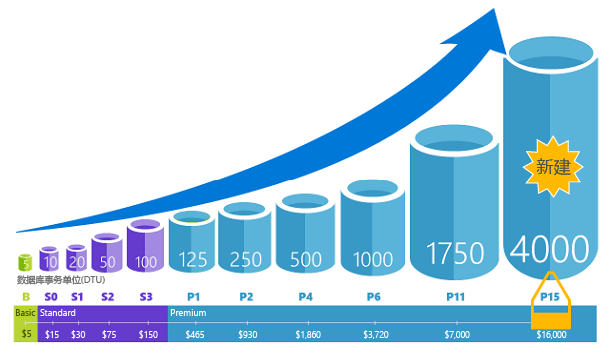 新建
5 10 20 50 100 125 250 500 1000 1750 4000
数据库事务单位(DTU)
B S0 S1 S2 S3 P1 P2 P4 P6 P11 P15
Basic Standard Premium
$5 $15 $30 $75 $150 $465 $930 $1,860 $3,720 $7,000 $16,000